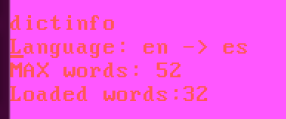 dictinfo
Language: en -> es
MAX words: 52
Loaded words:32